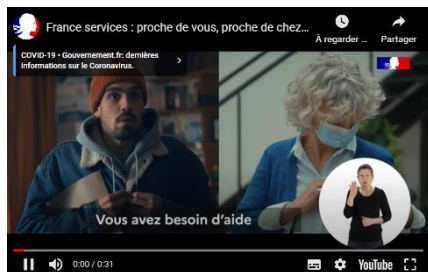 France services : proche de vous, proche de chez...
À regarder ...
Partager
COVID-19 • Gouvernement.fr: dernières
informations sur le Coronavirus.
Vous avez besoin d'aide
0:00 / 0:31
YouTube